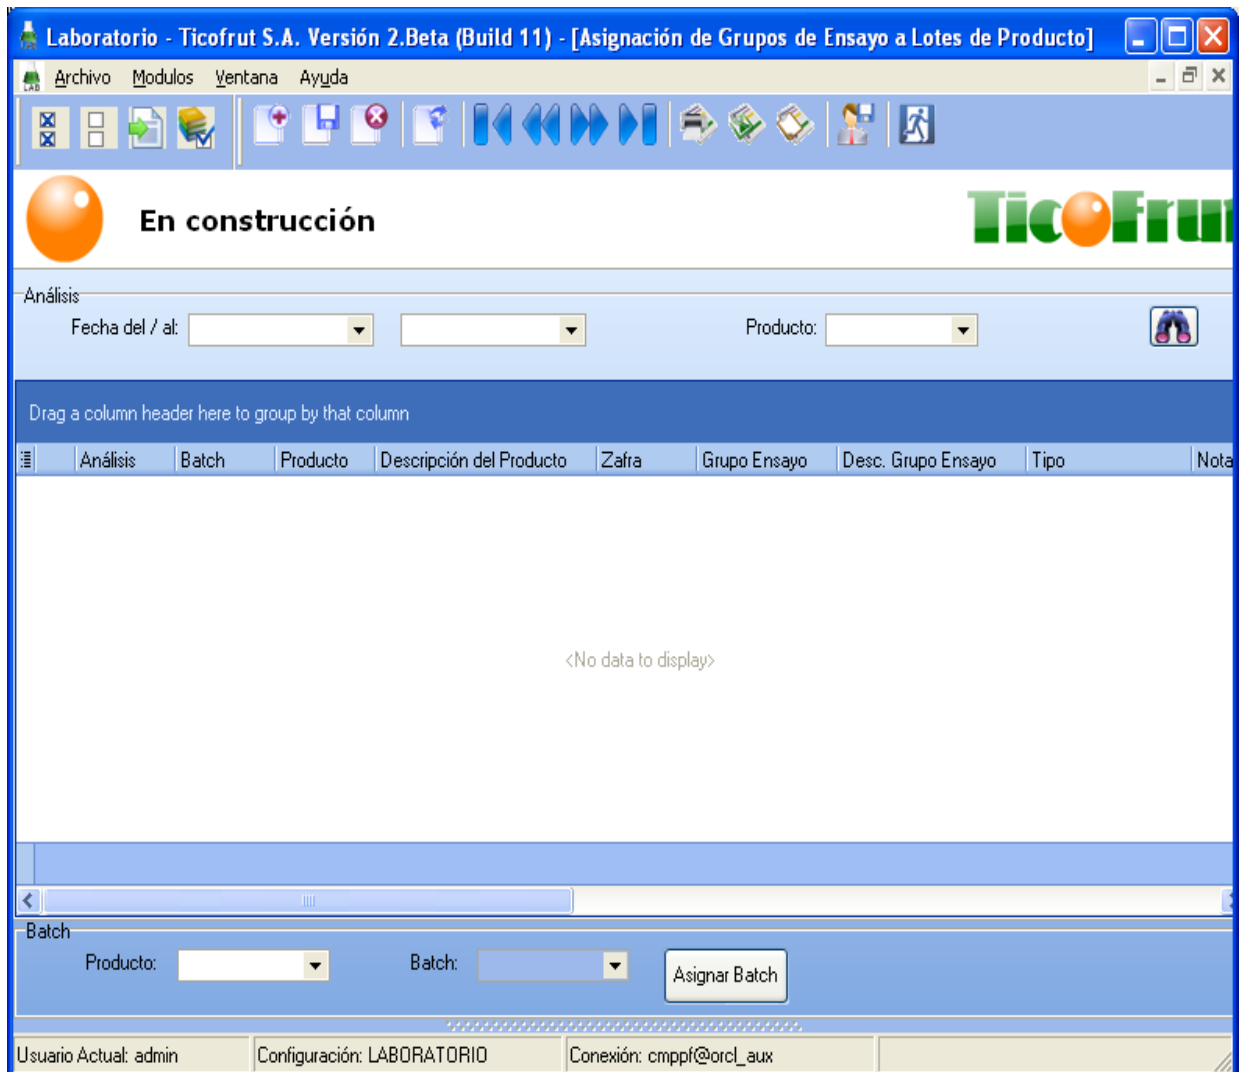 Laboratorio - Ticofrut S.A. Versión 2.Beta (Build 11) - [Asignación de Grupos de Ensayo a Lotes de Producto]
LAB Archivo Modulos Ventana Ayuda
En construcción
TicoFrut
Análisis
Fecha del / al: Producto:
Drag a column header here to group by that column
Análisis Batch Producto Descripción del Producto Zafra Grupo Ensayo Desc. Grupo Ensayo Tipo Nota
<No data to display>
Batch
Producto: Batch: Asignar Batch
Usuario Actual: admin Configuración: LABORATORIO Conexión: cmppf@orcl_aux